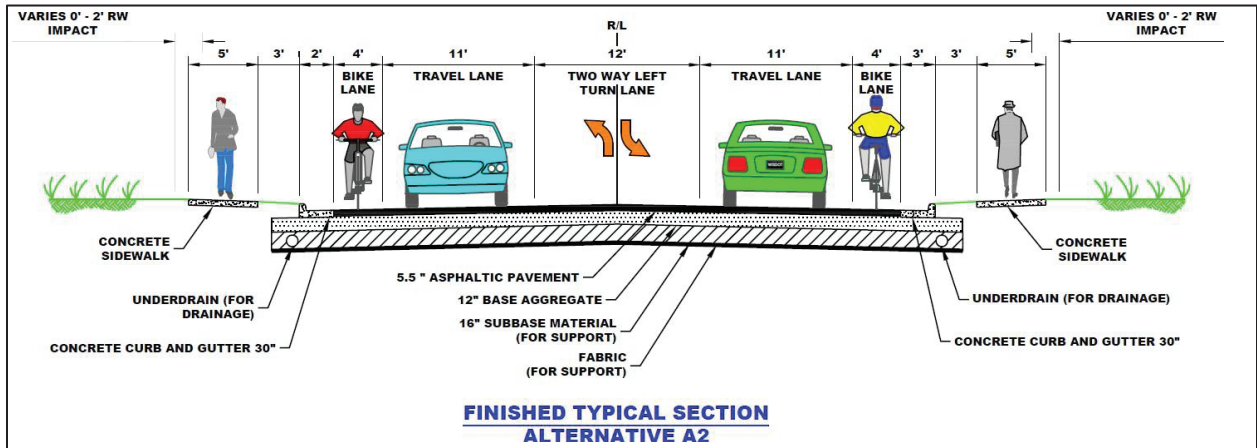 VARIES 0' - 2' RW
IMPACT
R/L
VARIES 0' - 2' RW
IMPACT
5' 3' 2' 4' 11' 12' 11' 4' 3' 3' 5'
BIKE
LANE
TRAVEL LANE
TWO WAY LEFT
TURN LANE
TRAVEL LANE
BIKE
LANE
CONCRETE
SIDEWALK
CONCRETE
SIDEWALK
5.5 " ASPHALTIC PAVEMENT
UNDERDRAIN (FOR
DRAINAGE)
12" BASE AGGREGATE
UNDERDRAIN (FOR DRAINAGE)
16" SUBBASE MATERIAL
(FOR SUPPORT)
CONCRETE CURB AND GUTTER 30"
CONCRETE CURB AND GUTTER 30"
FABRIC
(FOR SUPPORT)
FINISHED TYPICAL SECTION
ALTERNATIVE A2